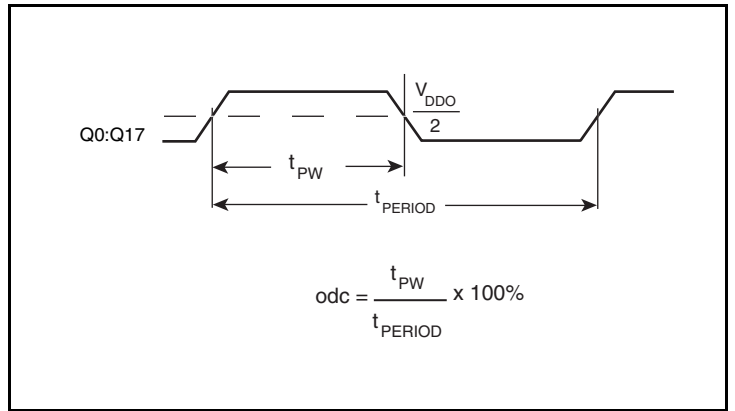 V_DDO
2
Q0:Q17
t_PW
t_PERIOD
odc = t_PW / t_PERIOD x 100%